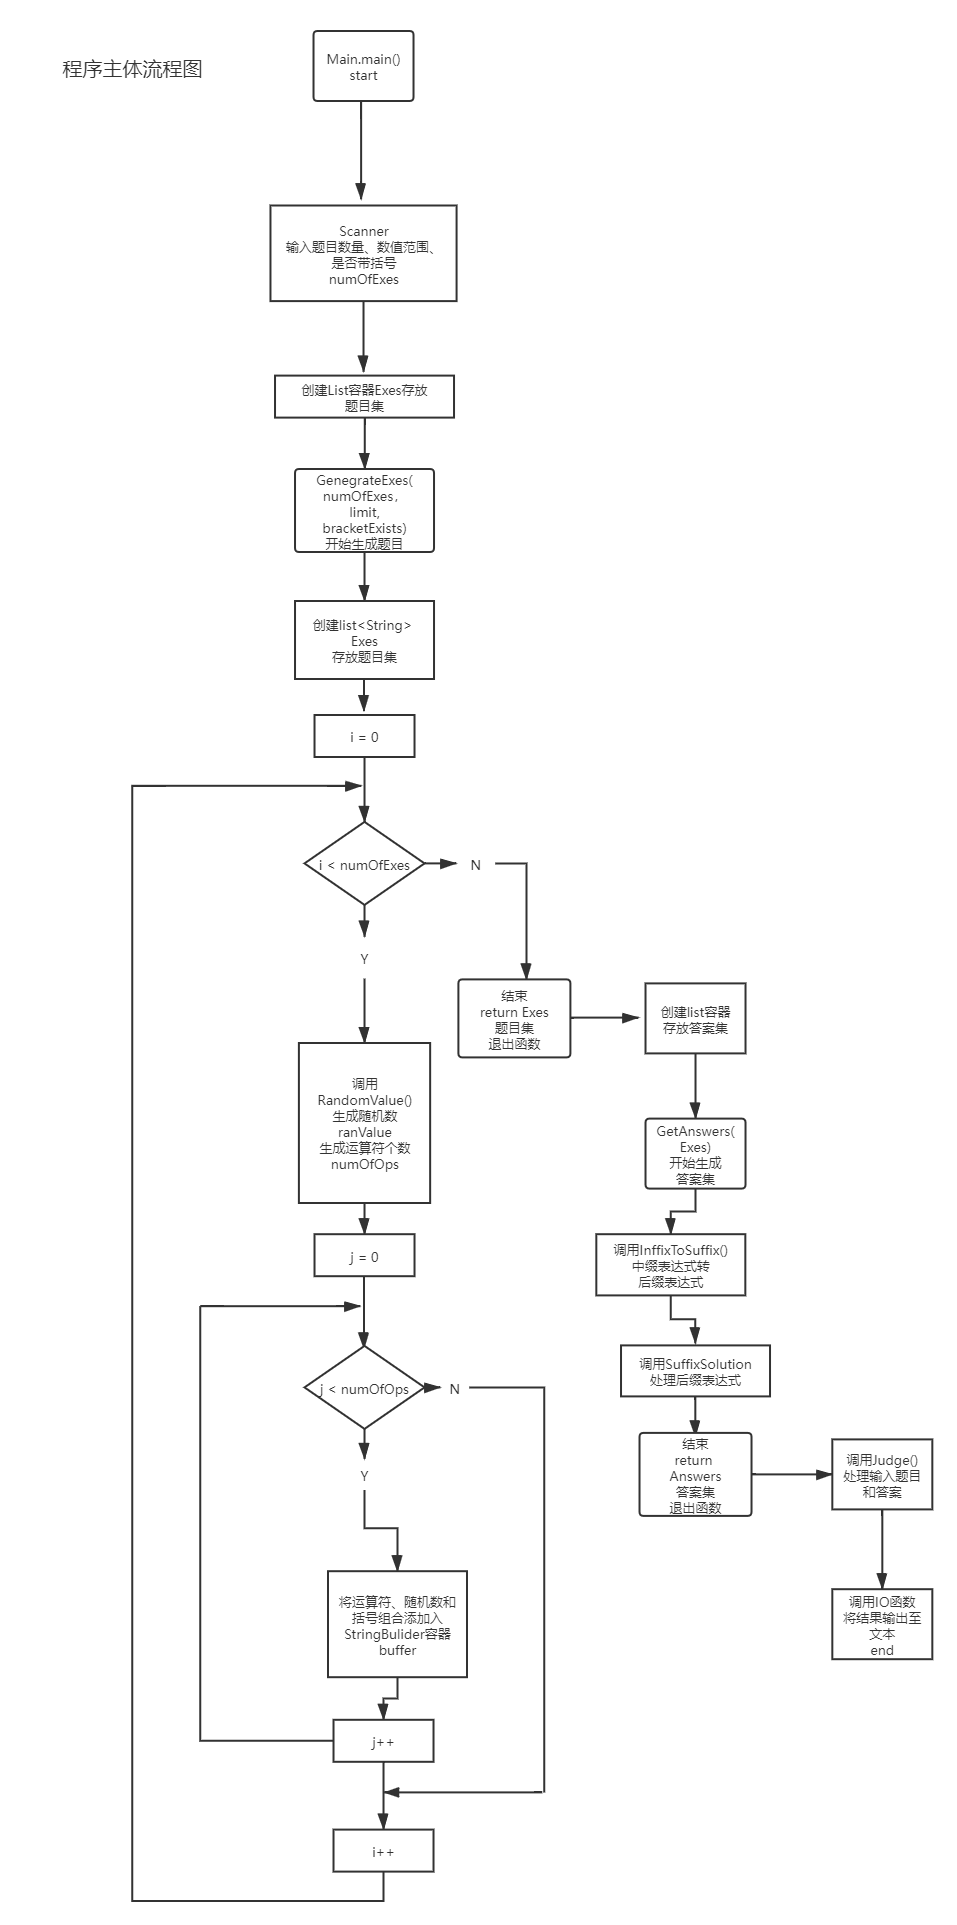 程序主体流程图
Main.main()
start
Scanner
输入题目数量、数值范围、
是否带括号
numOfExes
创建List容器Exes存放
题目集
GenegrateExes(
numOfExes,
limit,
bracketExists)
开始生成题目
创建list<String>
Exes
存放题目集
i = 0
i < numOfExes
N
Y
结束
return Exes
题目集
退出函数
创建list容器
存放答案集
调用
RandomValue()
生成随机数
ranValue
生成运算符个数
numOfOps
GetAnswers(
Exes)
开始生成
答案集
j = 0
调用InffixToSuffix()
中缀表达式转
后缀表达式
j < numOfOps
N
Y
调用SuffixSolution
处理后缀表达式
结束
return
Answers
答案集
退出函数
调用Judge()
处理输入题目
和答案
将运算符、随机数和
括号组合添加入
StringBulider容器
buffer
调用IO函数
将结果输出至
文本
end
j++
i++